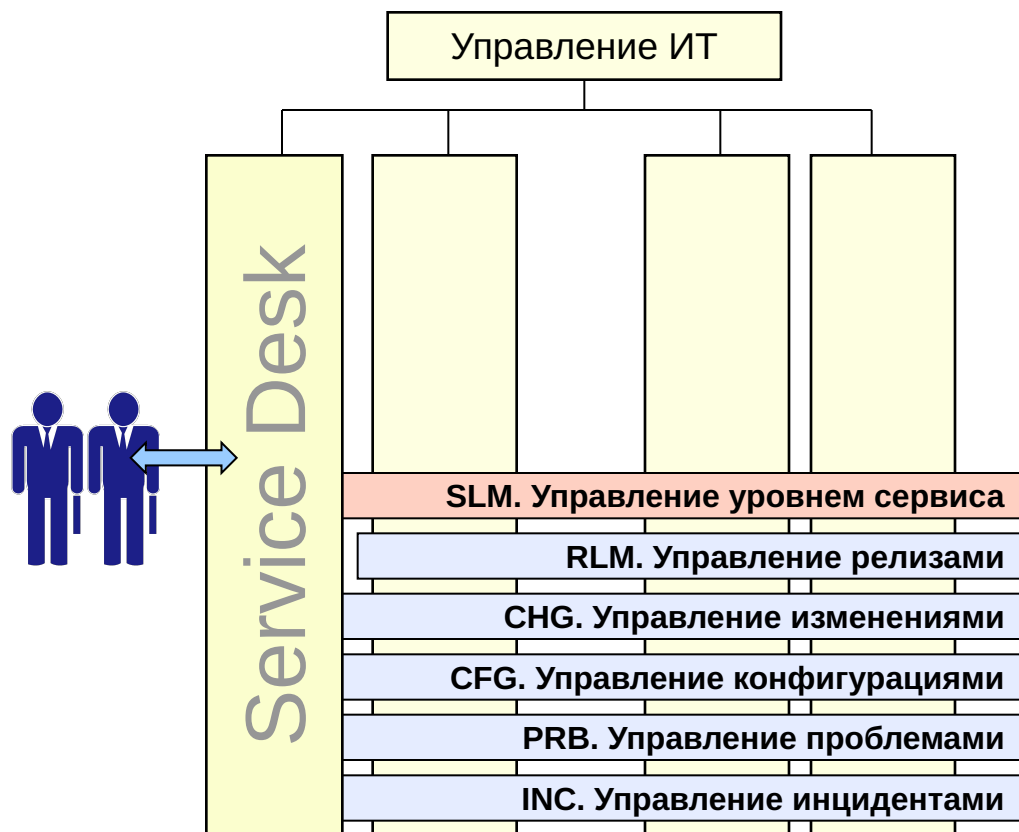 Управление ИТ
Service Desk
SLM. Управление уровнем сервиса
RLM. Управление релизами
CHG. Управление изменениями
CFG. Управление конфигурациями
PRB. Управление проблемами
INC. Управление инцидентами